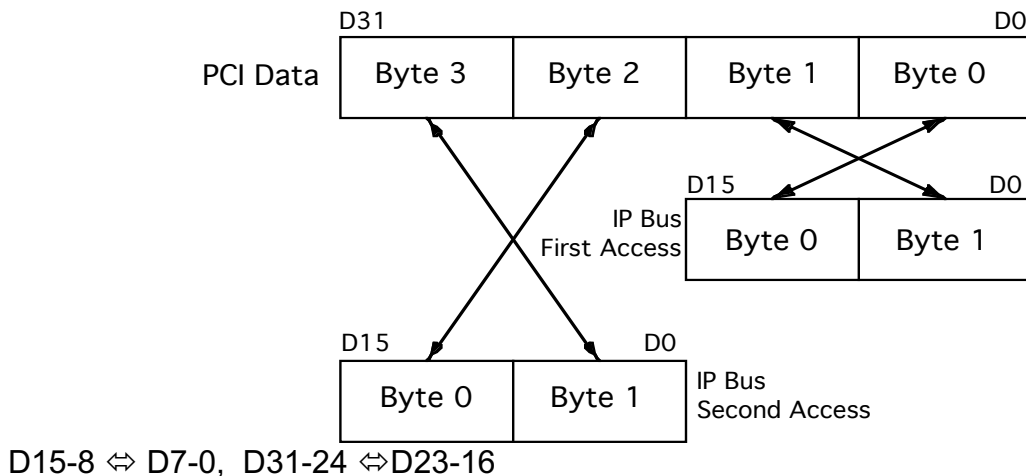 D31 D0
PCI Data Byte 3 Byte 2 Byte 1 Byte 0
D15 D0
IP Bus
First Access
Byte 0 Byte 1
D15 D0
Byte 0 Byte 1
IP Bus
Second Access
D15-8 ⇔ D7-0, D31-24 ⇔D23-16